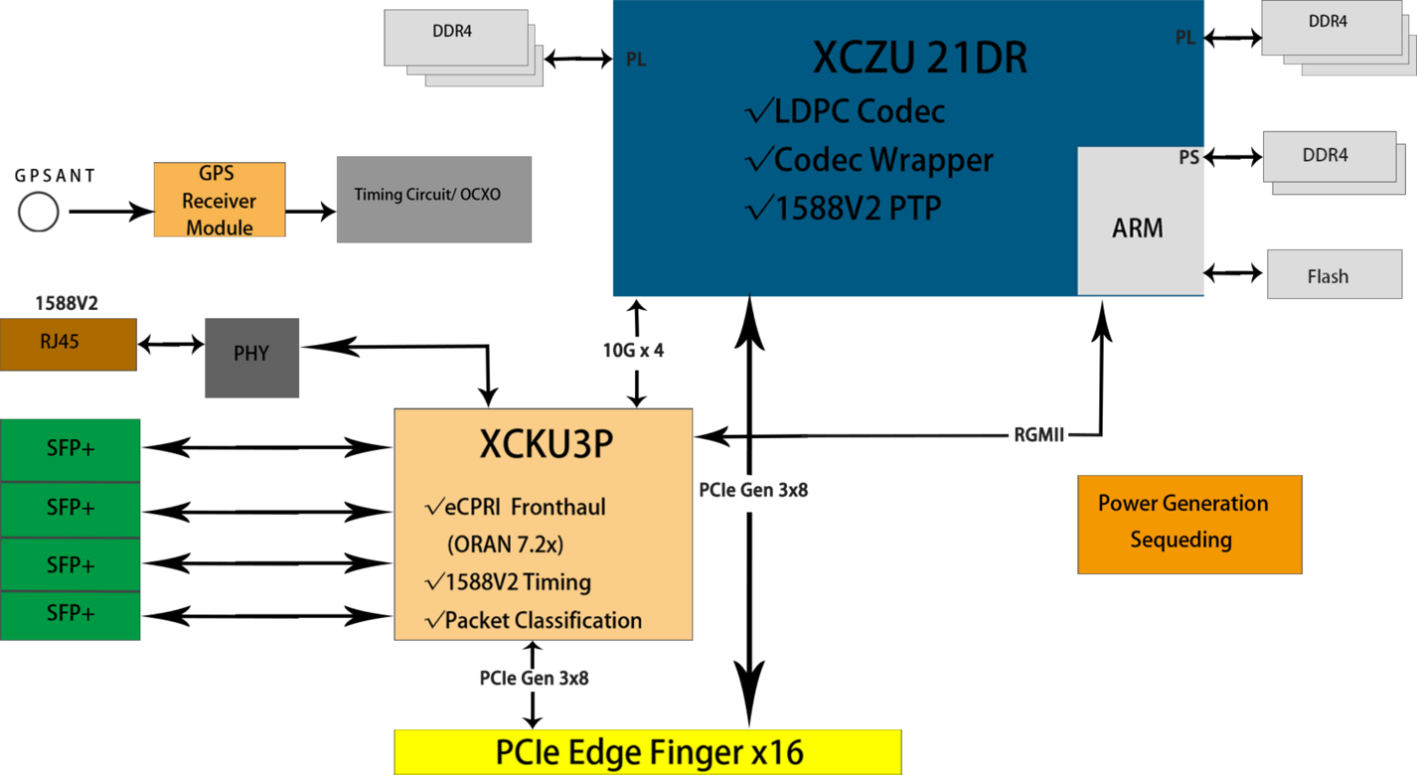 DDR4
PL
XCZU 21DR
PL
DDR4
√LDPC Codec
√Codec Wrapper
√1588V2 PTP
PS
DDR4
ARM
Flash
GPSANT
GPS
Receiver
Module
Timing Circuit/ OCXO
1588V2
RJ45
PHY
10G x 4
SFP+
SFP+
SFP+
SFP+
XCKU3P
√eCPRI Fronthaul
(ORAN 7.2x)
√1588V2 Timing
√Packet Classification
RGMII
PCIe Gen 3x8
Power Generation
Sequeding
PCIe Gen 3x8
PCIe Edge Finger x16